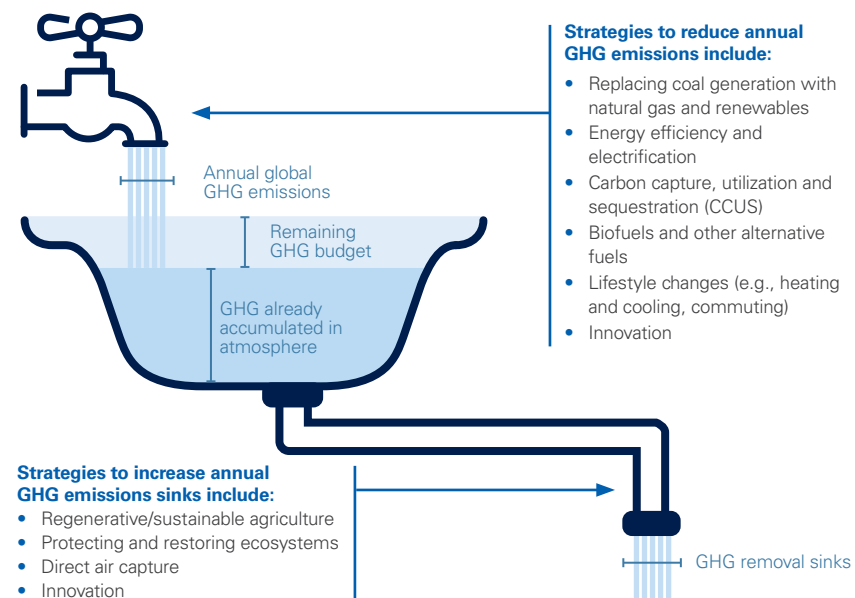 Strategies to reduce annual
GHG emissions include:
• Replacing coal generation with
natural gas and renewables
• Energy efficiency and
electrification
• Carbon capture, utilization and
sequestration (CCUS)
• Biofuels and other alternative
fuels
• Lifestyle changes (e.g., heating
and cooling, commuting)
• Innovation
Annual global
GHG emissions
Remaining
GHG budget
GHG already
accumulated in
atmosphere
Strategies to increase annual
GHG emissions sinks include:
• Regenerative/sustainable agriculture
• Protecting and restoring ecosystems
• Direct air capture
• Innovation
GHG removal sinks